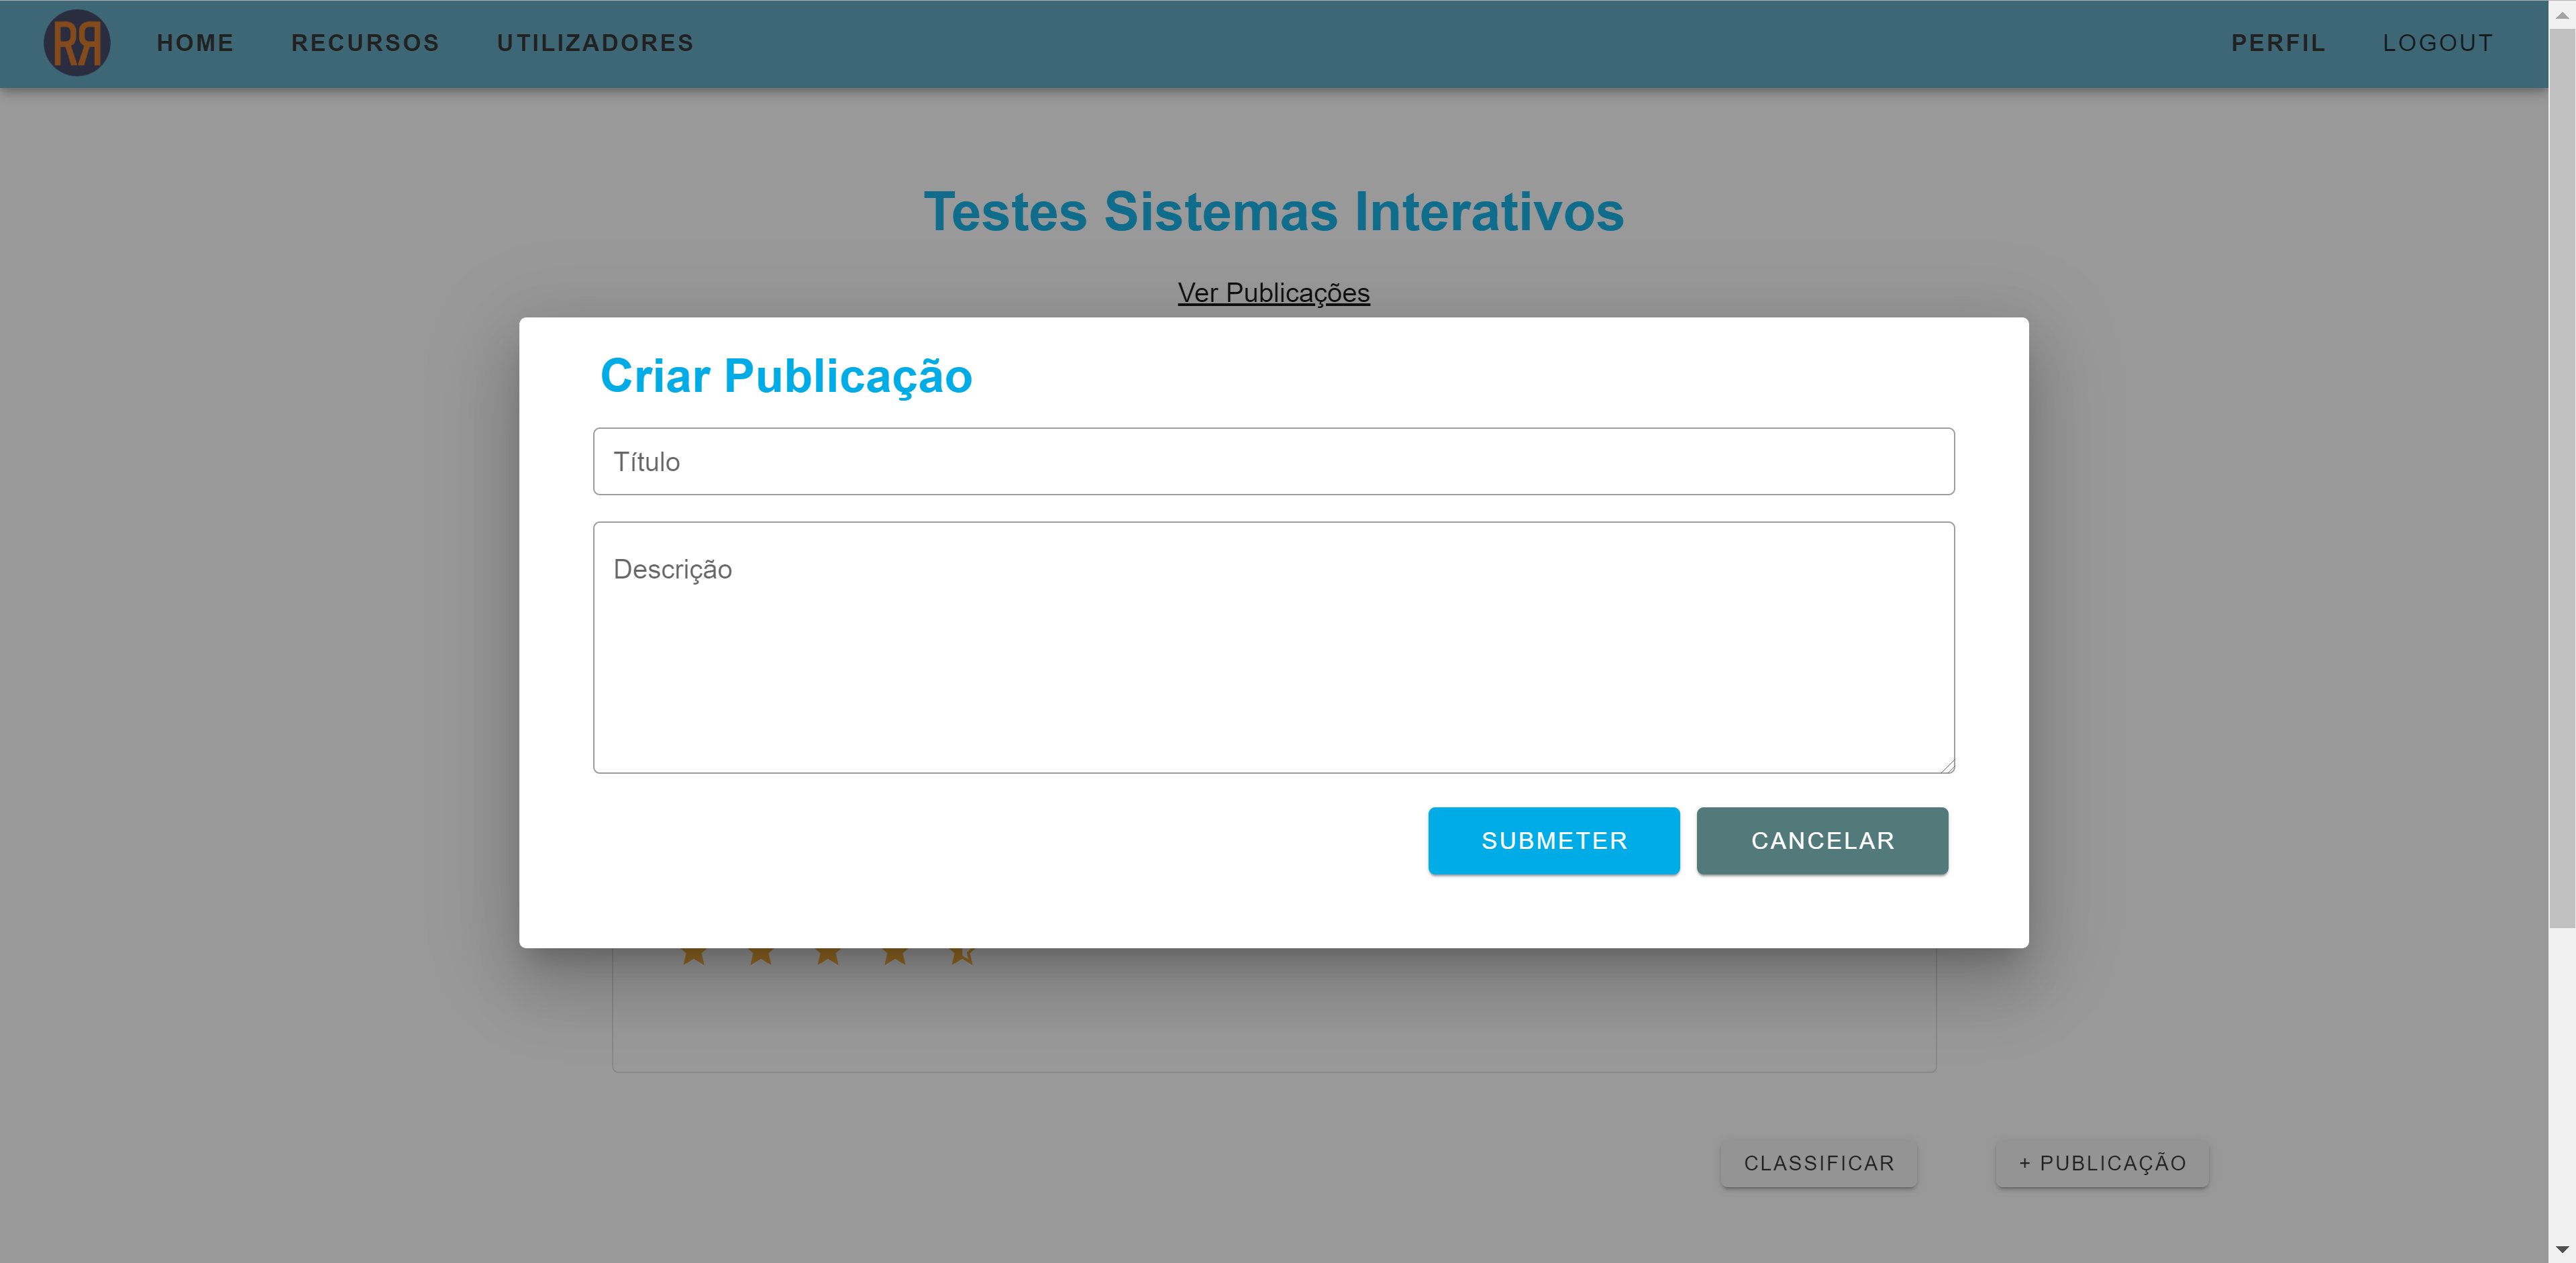 RR HOME RECURSOS UTILIZADORES PERFIL LOGOUT
Testes Sistemas Interativos
Ver Publicações
Criar Publicação
Título
Descrição
SUBMETER CANCELAR
CLASSIFICAR + PUBLICAÇÃO